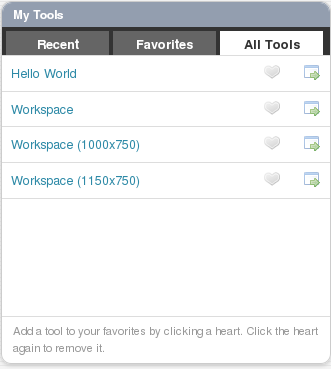 My Tools
Recent
Favorites
All Tools
Hello World
Workspace
Workspace (1000x750)
Workspace (1150x750)
Add a tool to your favorites by clicking a heart. Click the heart
again to remove it.